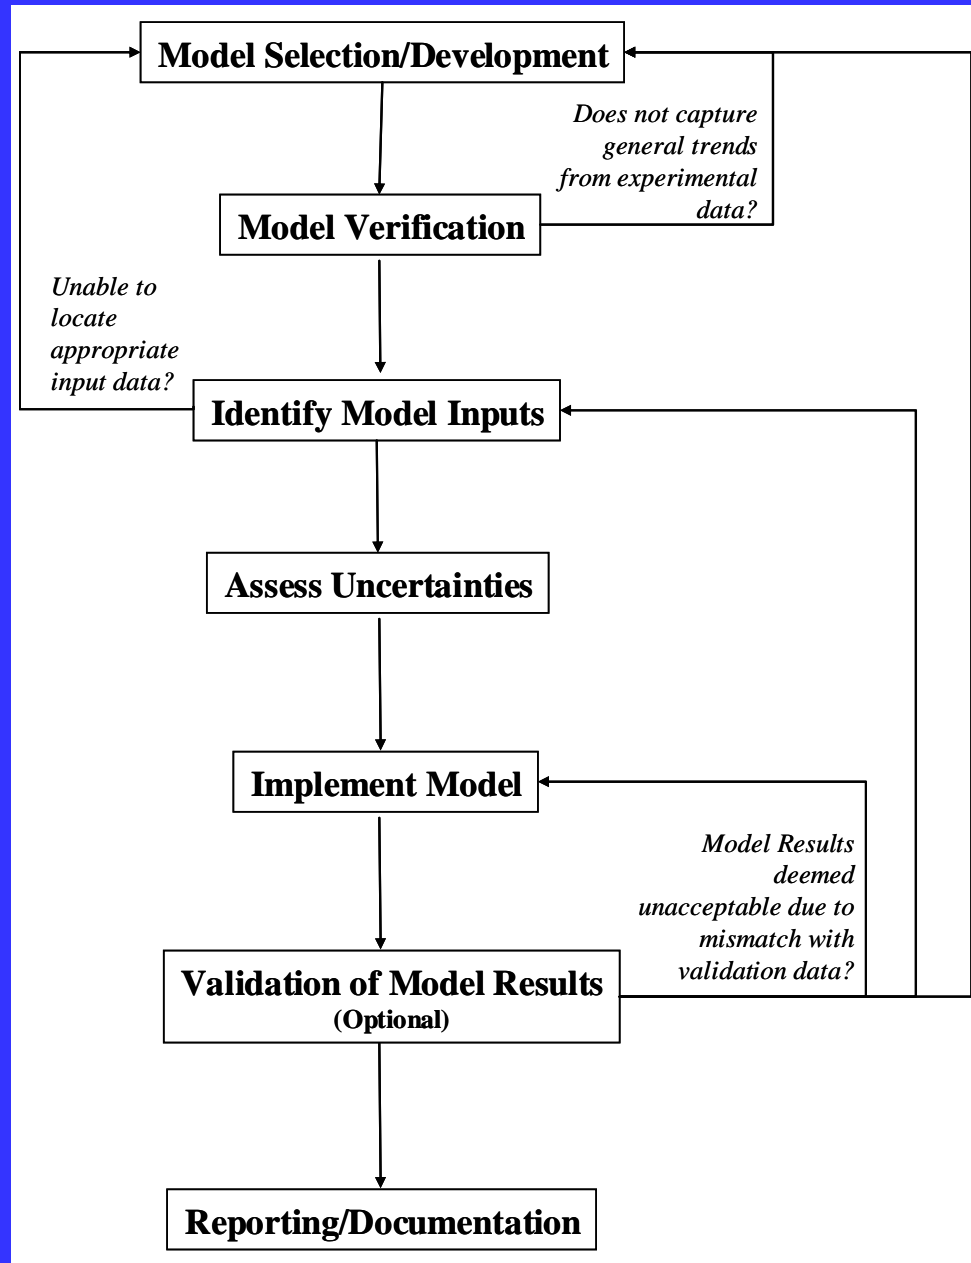 Model Selection/Development
Does not capture
general trends
from experimental
data?
Model Verification
Unable to
locate
appropriate
input data?
Identify Model Inputs
Assess Uncertainties
Implement Model
Model Results
deemed
unacceptable due to
mismatch with
validation data?
Validation of Model Results
(Optional)
Reporting/Documentation